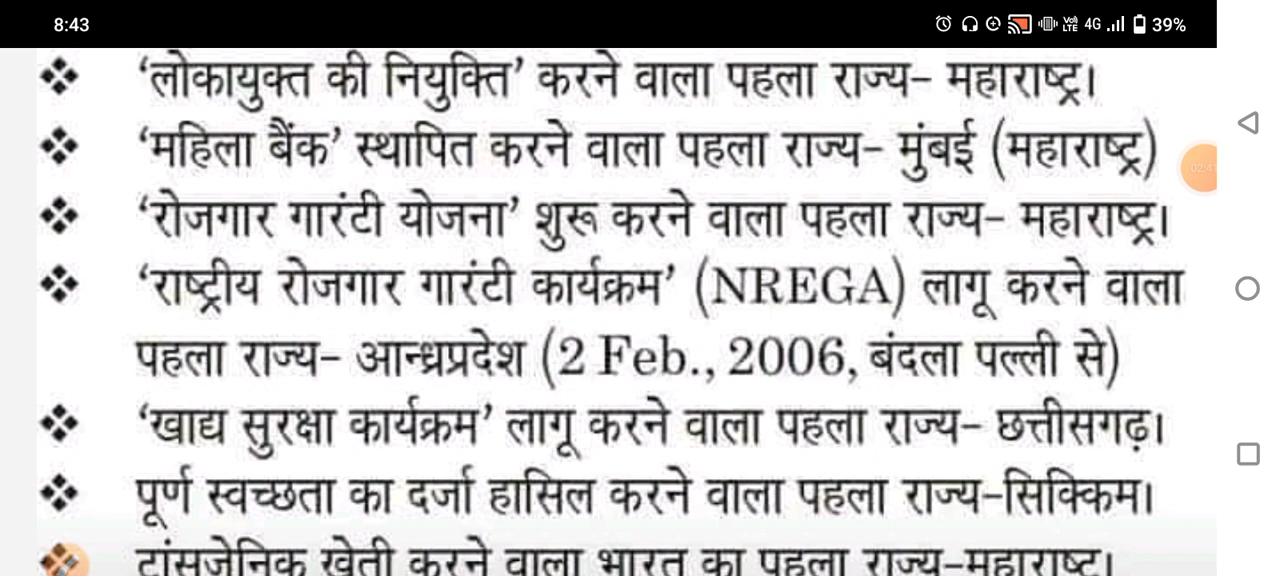 8:43 4G 39%
❖ ‘लोकायुक्त की नियुक्ति’ करने वाला पहला राज्य– महाराष्ट्र।
❖ ‘महिला बैंक’ स्थापित करने वाला पहला राज्य– मुंबई (महाराष्ट्र)
❖ ‘रोजगार गारंटी योजना’ शुरू करने वाला पहला राज्य– महाराष्ट्र।
❖ ‘राष्ट्रीय रोजगार गारंटी कार्यक्रम’ (NREGA) लागू करने वाला
पहला राज्य– आन्ध्रप्रदेश (2 Feb., 2006, बंदला पल्ली से)
❖ ‘खाद्य सुरक्षा कार्यक्रम’ लागू करने वाला पहला राज्य– छत्तीसगढ़।
❖ पूर्ण स्वच्छता का दर्जा हासिल करने वाला पहला राज्य–सिक्किम।
❖ टांसजेनिक खेती करने वाला भारत का पहला राज्य–महाराष्ट।